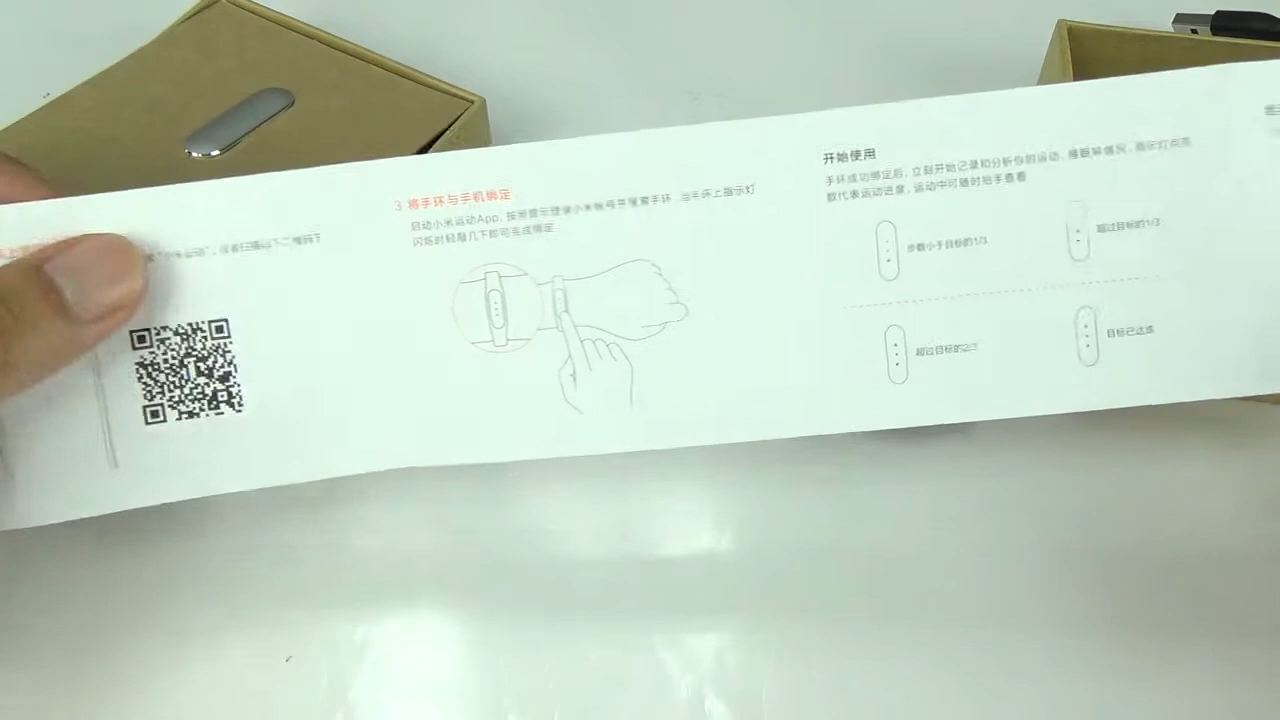 3 将手环与手机绑定
启动小米运动App, 按照提示登录小米帐号并搜索手环, 当手环上指示灯
闪烁时轻敲几下即可完成绑定
开始使用
手环成功绑定后, 立刻开始记录和分析你的运动、睡眠等情况, 指示灯点亮
数代表运动进度, 运动中可随时抬手查看
步数小于目标的1/3
超过目标的1/3
超过目标的2/3
目标已达成